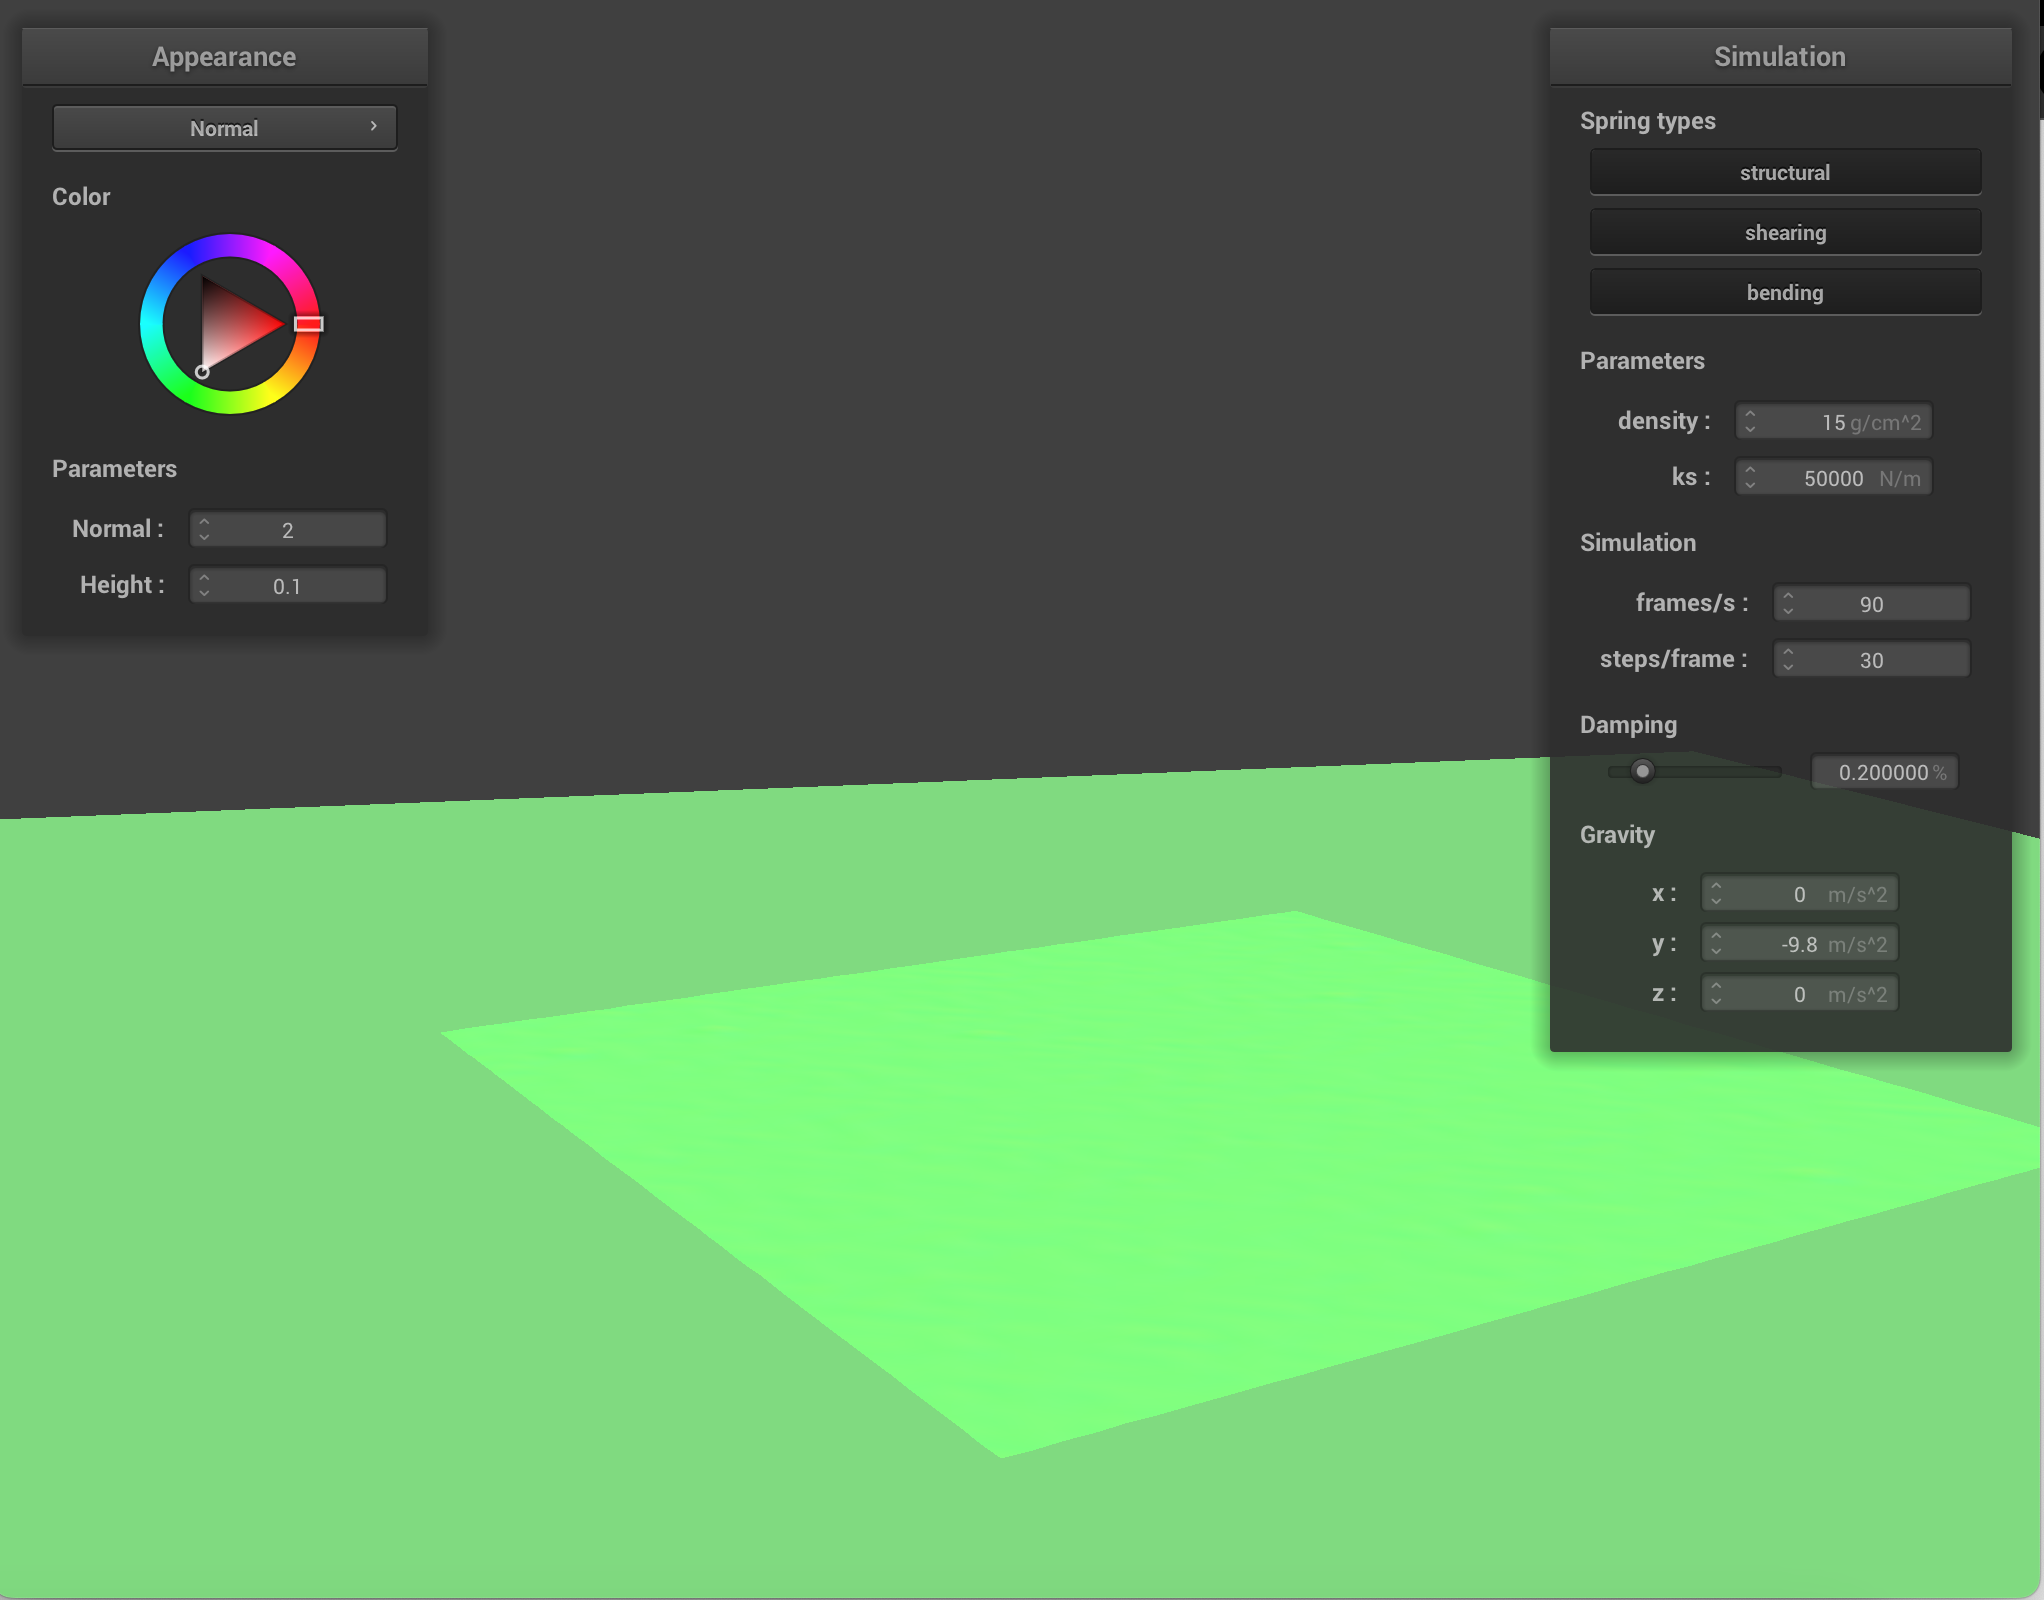 Appearance
Normal
Color
Parameters
Normal : 2
Height : 0.1
Simulation
Spring types
structural
shearing
bending
Parameters
density : 15 g/cm^2
ks : 50000 N/m
Simulation
frames/s : 90
steps/frame : 30
Damping
0.200000 %
Gravity
x : 0 m/s^2
y : -9.8 m/s^2
z : 0 m/s^2